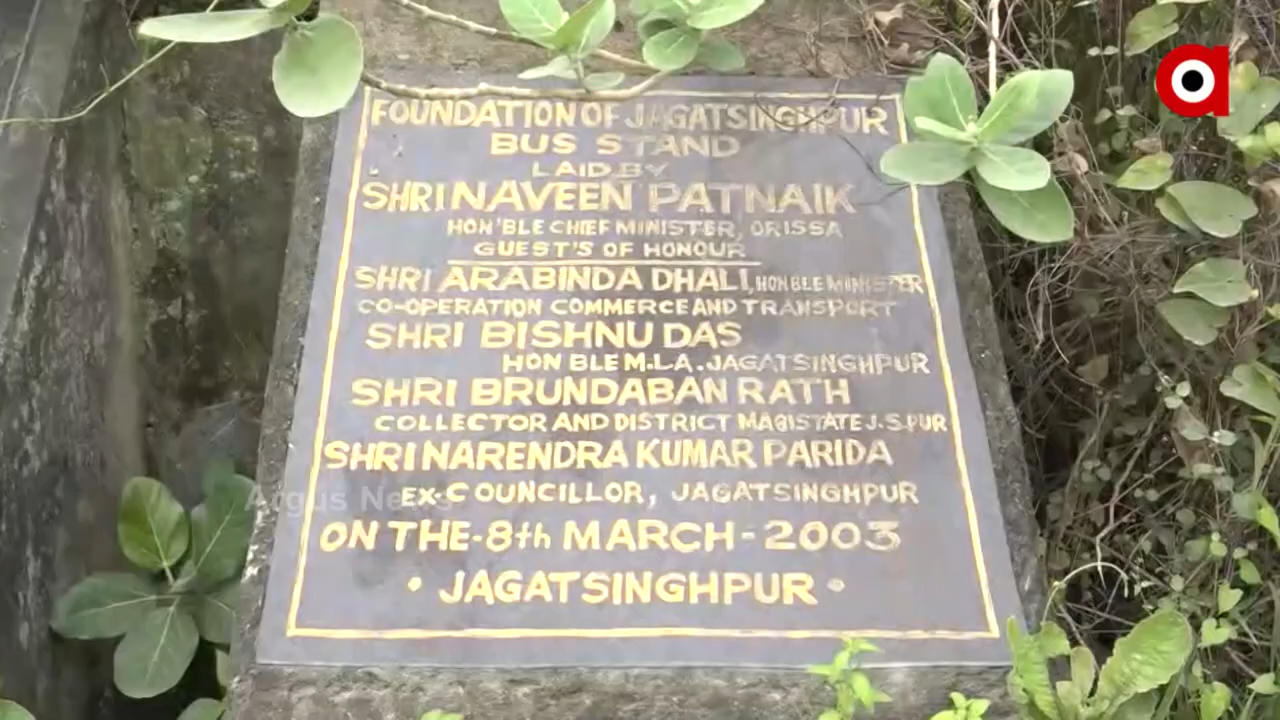 FOUNDATION OF JAGATSINGHPUR
BUS STAND
LAID BY
SHRI NAVEEN PATNAIK
HON'BLE CHIEF MINISTER, ORISSA
GUEST'S OF HONOUR
SHRI ARABINDA DHALI, HON BLE MINISTER
CO-OPERATION COMMERCE AND TRANSPORT
SHRI BISHNU DAS
HON BLE M.L.A. JAGATSINGHPUR
SHRI BRUNDABAN RATH
COLLECTOR AND DISTRICT MAGISTATE J.S.PUR
SHRI NARENDRA KUMAR PARIDA
EX-COUNCILLOR, JAGATSINGHPUR
Argus News
ON THE-8th MARCH-2003
• JAGATSINGHPUR •